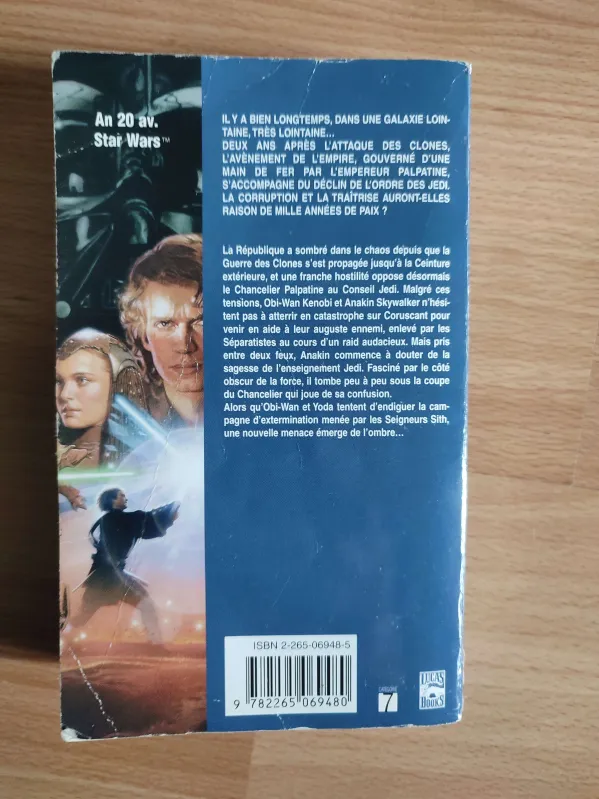 An 20 av.
Star Wars™
IL Y A BIEN LONGTEMPS, DANS UNE GALAXIE LOIN-
TAINE, TRÈS LOINTAINE...
DEUX ANS APRÈS L'ATTAQUE DES CLONES,
L'AVÈNEMENT DE L'EMPIRE, GOUVERNÉ D'UNE
MAIN DE FER PAR L'EMPEREUR PALPATINE,
S'ACCOMPAGNE DU DÉCLIN DE L'ORDRE DES JEDI.
LA CORRUPTION ET LA TRAÎTRISE AURONT-ELLES
RAISON DE MILLE ANNÉES DE PAIX ?
La République a sombré dans le chaos depuis que la
Guerre des Clones s'est propagée jusqu'à la Ceinture
extérieure, et une franche hostilité oppose désormais
le Chancelier Palpatine au Conseil Jedi. Malgré ces
tensions, Obi-Wan Kenobi et Anakin Skywalker n'hési-
tent pas à atterrir en catastrophe sur Coruscant pour
venir en aide à leur auguste ennemi, enlevé par les
Séparatistes au cours d'un raid audacieux. Mais pris
entre deux feux, Anakin commence à douter de la
sagesse de l'enseignement Jedi. Fasciné par le côté
obscur de la force, il tombe peu à peu sous la coupe
du Chancelier qui joue de sa confusion.
Alors qu'Obi-Wan et Yoda tentent d'endiguer la cam-
pagne d'extermination menée par les Seigneurs Sith,
une nouvelle menace émerge de l'ombre...
ISBN 2-265-06948-5
9 782265 069480
CATÉGORIE
7
LUCAS
BOOKS